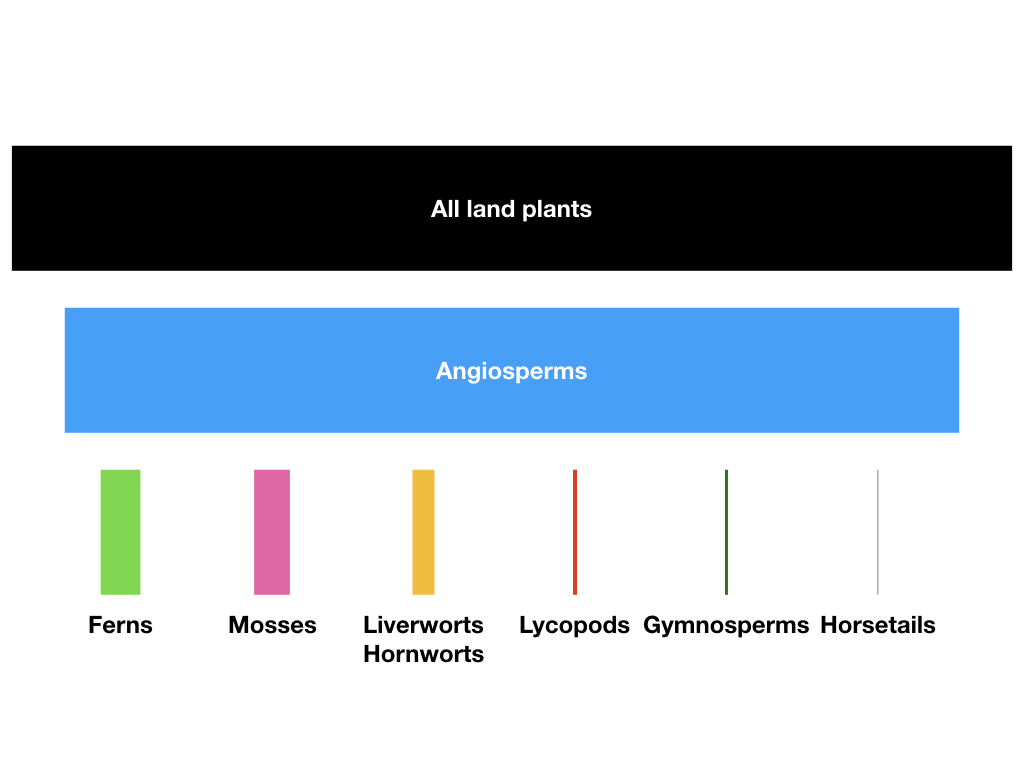 All land plants
Angiosperms
Ferns
Mosses
Liverworts
Hornworts
Lycopods
Gymnosperms
Horsetails